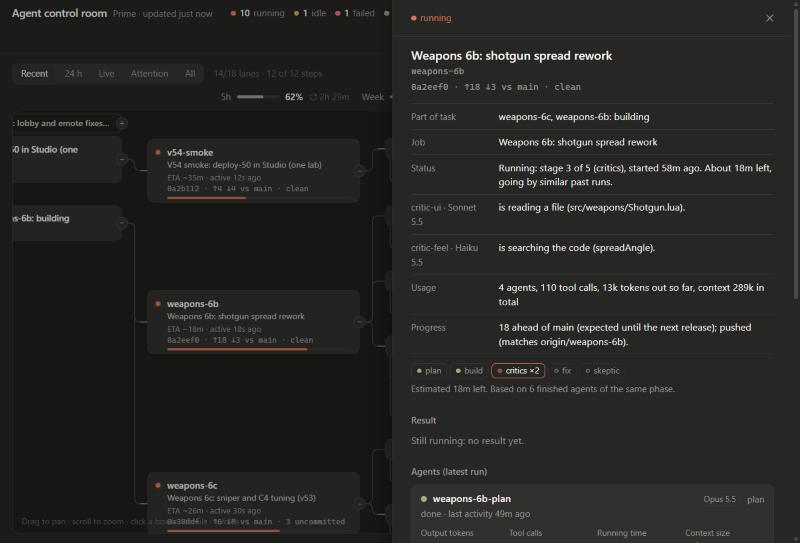 Agent control room Prime · updated just now 10 running 1 idle 1 failed
Recent 24 h Live Attention All 14/18 lanes · 12 of 12 steps
5h 62% 2h 29m Week
: lobby and emote fixes...
50 in Studio (one
ns-6b: building
v54-smoke
V54 smoke: deploy-50 in Studio (one lab)
ETA ~35m · active 12s ago
0a2b112 · ↑4 ↓4 vs main · clean
weapons-6b
Weapons 6b: shotgun spread rework
ETA ~18m · active 18s ago
0a2eef0 · ↑18 ↓3 vs main · clean
weapons-6c
Weapons 6c: sniper and C4 tuning (v53)
ETA ~26m · active 30s ago
vs main · 3 uncommitted
Drag to pan · scroll to zoom · click a
running
Weapons 6b: shotgun spread rework
weapons-6b
0a2eef0 · ↑18 ↓3 vs main · clean
Part of task weapons-6c, weapons-6b: building
Job Weapons 6b: shotgun spread rework
Status Running: stage 3 of 5 (critics), started 58m ago. About 18m left,
going by similar past runs.
critic-ui · Sonnet is reading a file (src/weapons/Shotgun.lua).
5.5
critic-feel · Haiku is searching the code (spreadAngle).
5.5
Usage 4 agents, 110 tool calls, 13k tokens out so far, context 289k in
total
Progress 18 ahead of main (expected until the next release); pushed
(matches origin/weapons-6b).
plan build critics ×2 fix skeptic
Estimated 18m left. Based on 6 finished agents of the same phase.
Result
Still running: no result yet.
Agents (latest run)
weapons-6b-plan Opus 5.5 plan
done · last activity 49m ago
Output tokens Tool calls Running time Context size